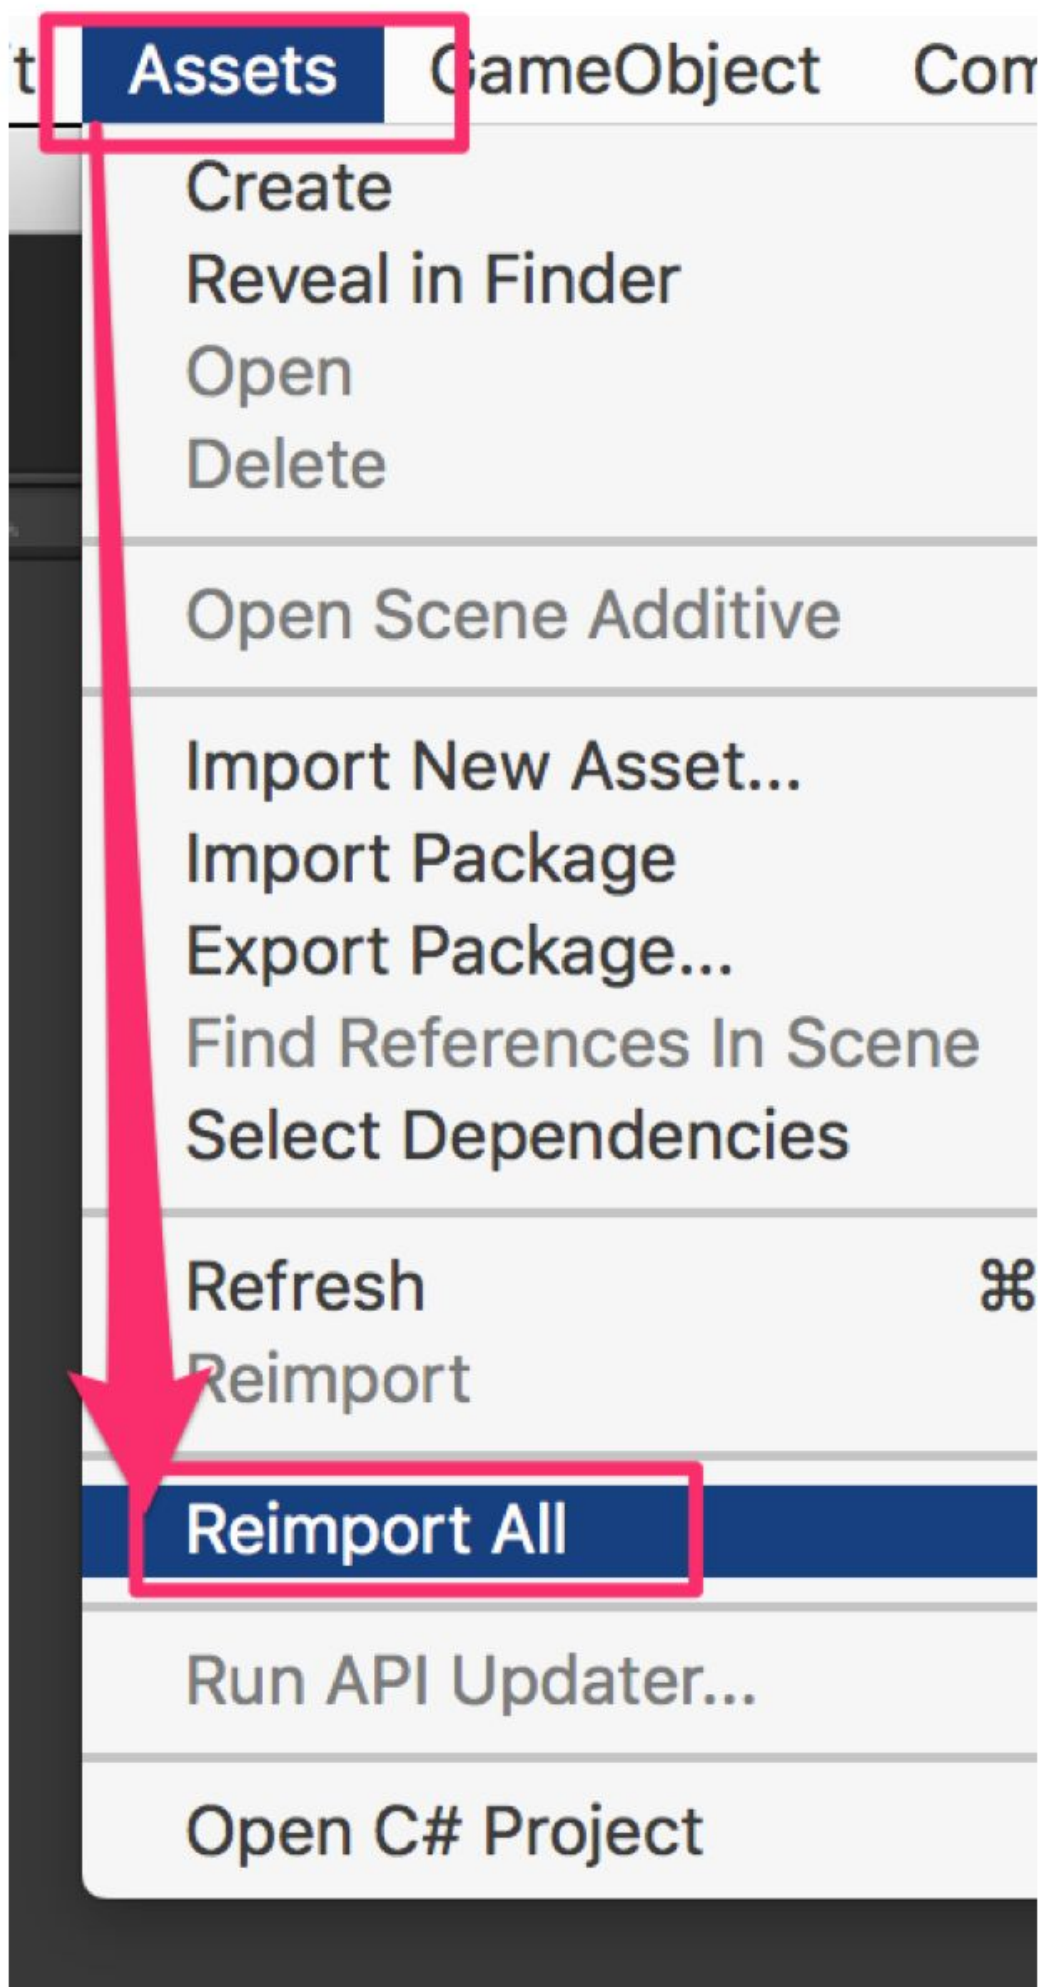 t Assets GameObject Com
Create
Reveal in Finder
Open
Delete
Open Scene Additive
Import New Asset...
Import Package
Export Package...
Find References In Scene
Select Dependencies
Refresh ⌘
Reimport
Reimport All
Run API Updater...
Open C# Project